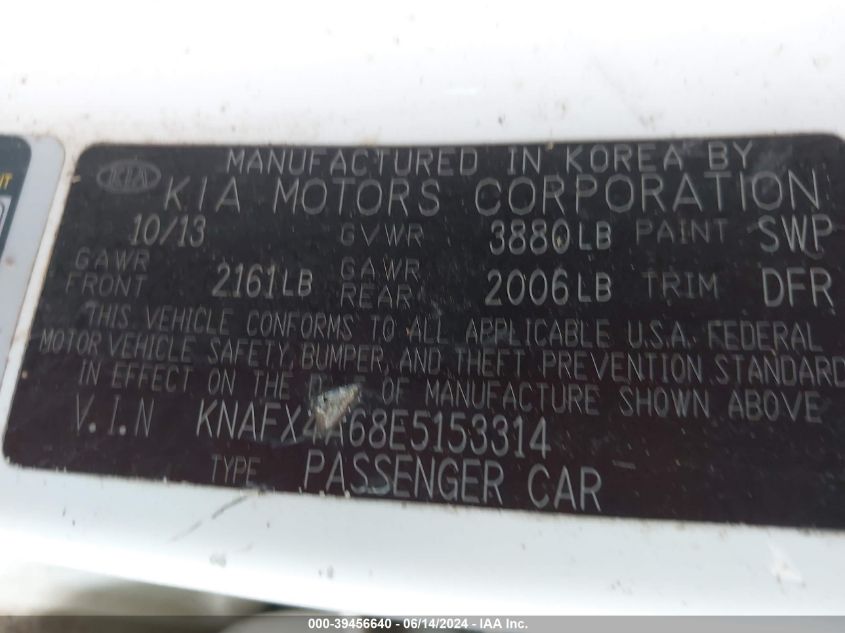 MANUFACTURED IN KOREA BY
KIA KIA MOTORS CORPORATION
10/13 GVWR 3880LB PAINT SWP
GAWR FRONT 2161LB GAWR REAR 2006LB TRIM DFR
THIS VEHICLE CONFORMS TO ALL APPLICABLE U.S.A. FEDERAL
MOTOR VEHICLE SAFETY, BUMPER, AND THEFT PREVENTION STANDARD
IN EFFECT ON THE OF MANUFACTURE SHOWN ABOVE
V.I.N KNAFX4A68E5153314
TYPE PASSENGER CAR
000-39456640 - 06/14/2024 - IAA Inc.